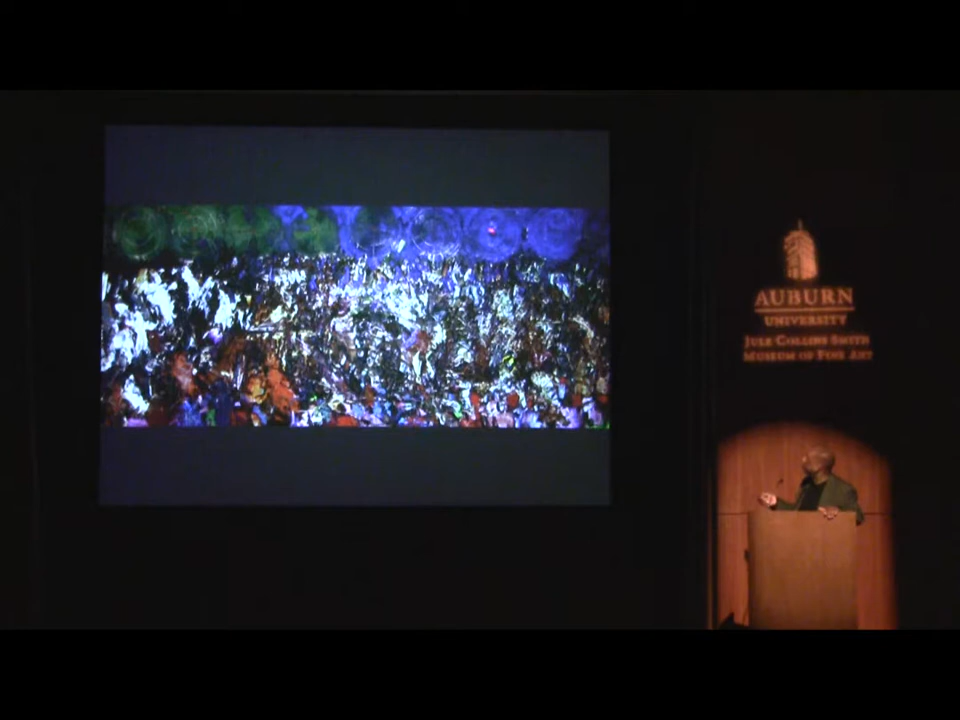 AUBURN
UNIVERSITY
JULE COLLINS SMITH
MUSEUM OF FINE ART